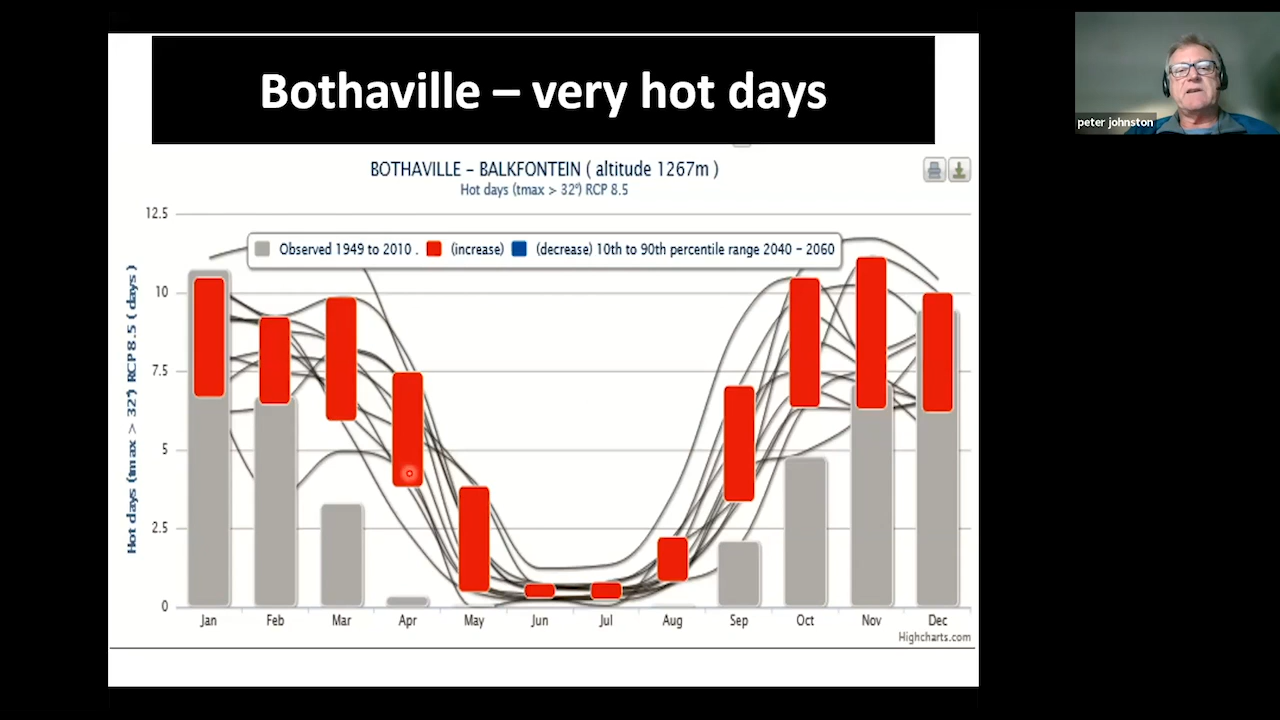 Bothaville – very hot days
peter johnston
BOTHAVILLE – BALKFONTEIN ( altitude 1267m )
Hot days (tmax > 32°) RCP 8.5
Observed 1949 to 2010 . (increase) (decrease) 10th to 90th percentile range 2040 – 2060
Hot days (tmax > 32°) RCP 8.5 ( days )
12.5
10
7.5
5
2.5
0
Jan Feb Mar Apr May Jun Jul Aug Sep Oct Nov Dec
Highcharts.com